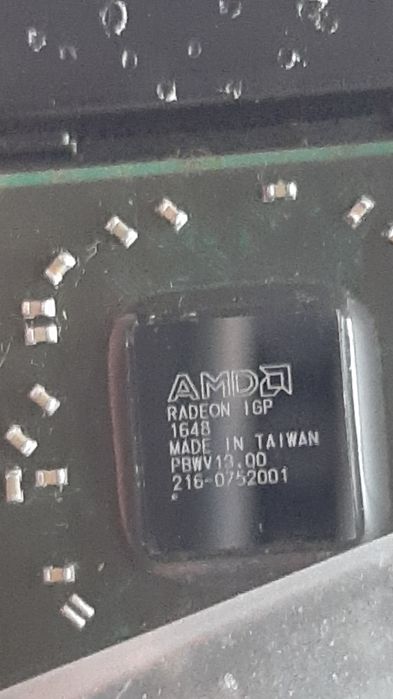 AMD
RADEON IGP
1648
MADE IN TAIWAN
PBWV13.00
216-0752001